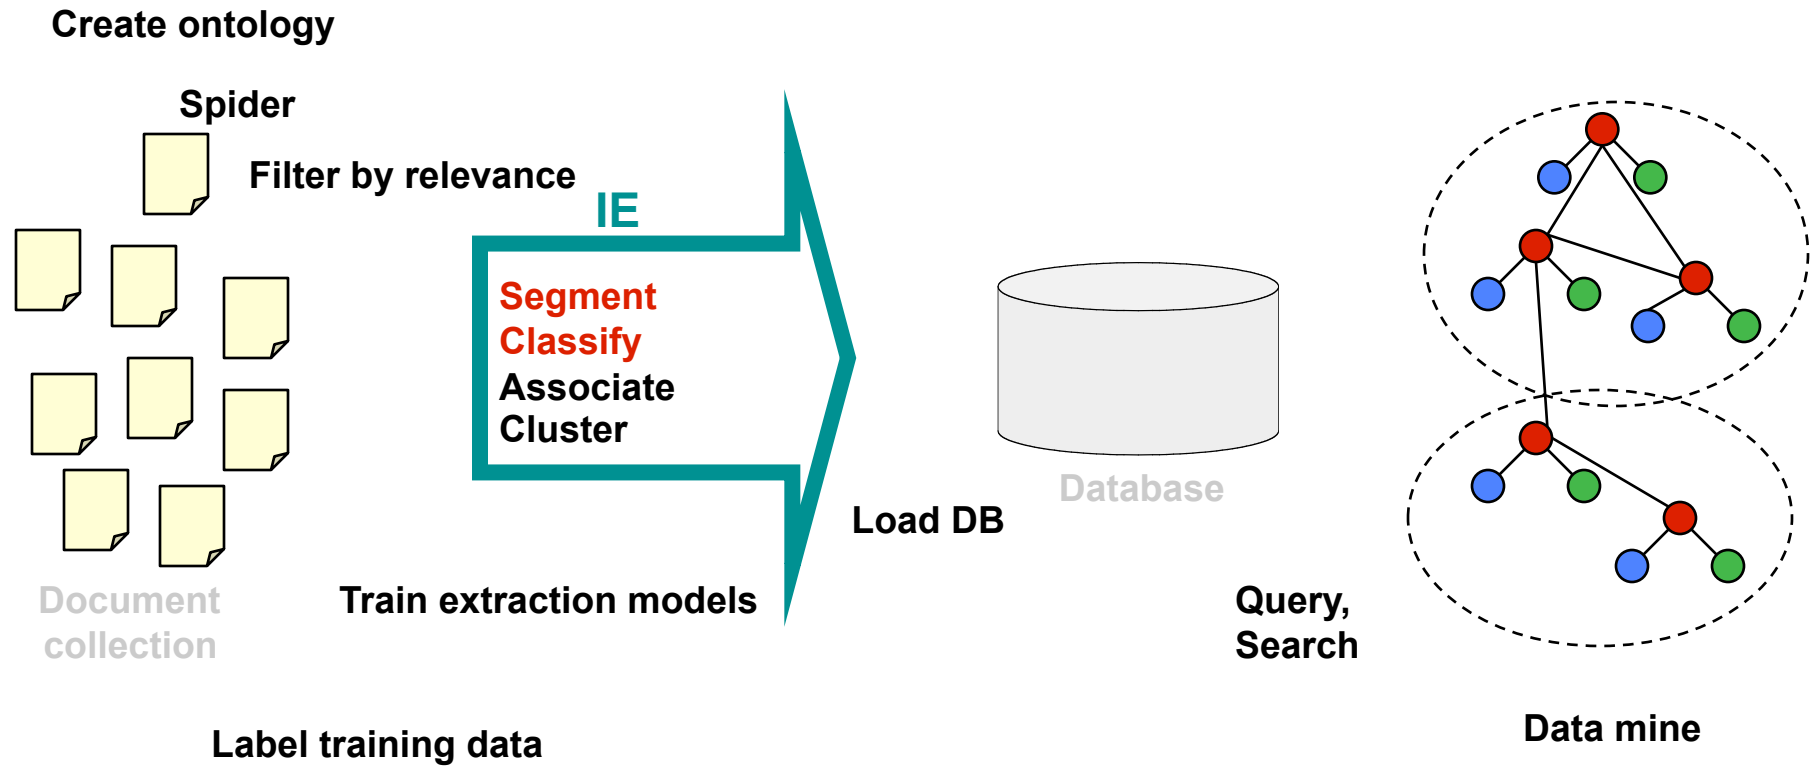 Create ontology
Spider
Filter by relevance
IE
Segment
Classify
Associate
Cluster
Database
Load DB
Document
collection
Train extraction models
Query,
Search
Label training data
Data mine